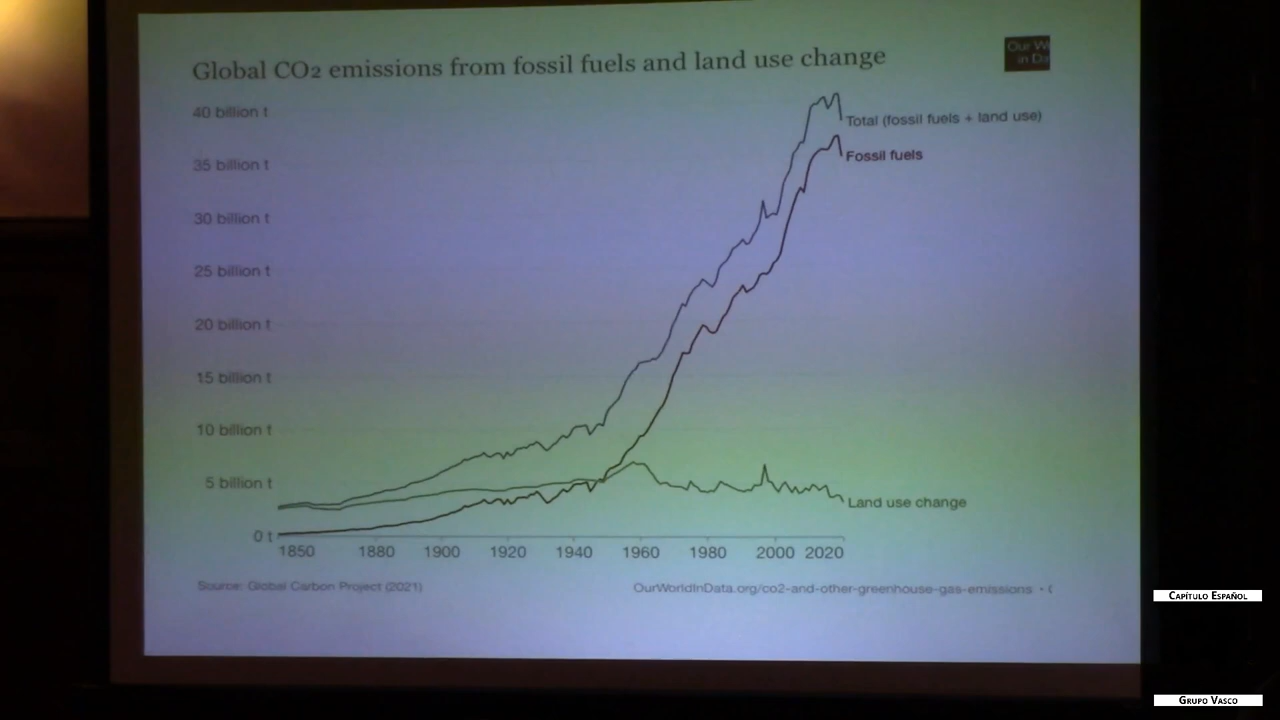 Global CO2 emissions from fossil fuels and land use change
Our W
in Da
40 billion t
Total (fossil fuels + land use)
Fossil fuels
35 billion t
30 billion t
25 billion t
20 billion t
15 billion t
10 billion t
5 billion t
Land use change
0 t
1850 1880 1900 1920 1940 1960 1980 2000 2020
Source: Global Carbon Project (2021)
OurWorldInData.org/co2-and-other-greenhouse-gas-emissions •
Capítulo Español
Grupo Vasco